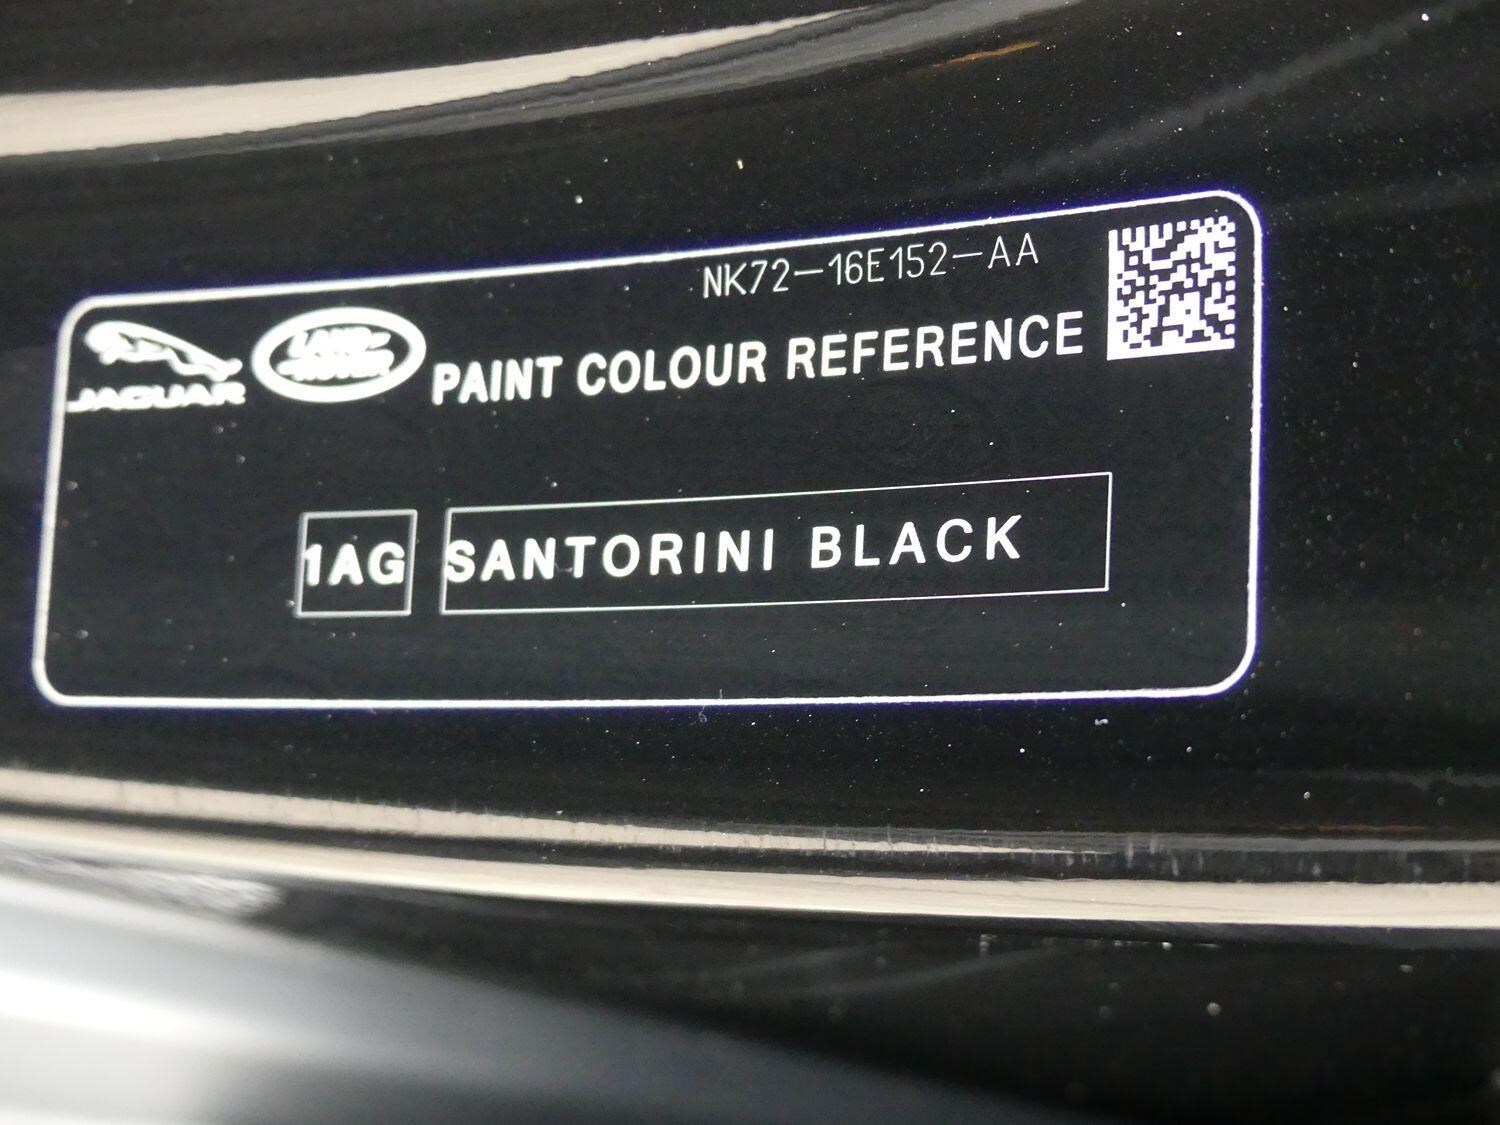 NK72-16E152-AA
JAGUAR
LAND-
-ROVER
PAINT COLOUR REFERENCE
1AG
SANTORINI BLACK